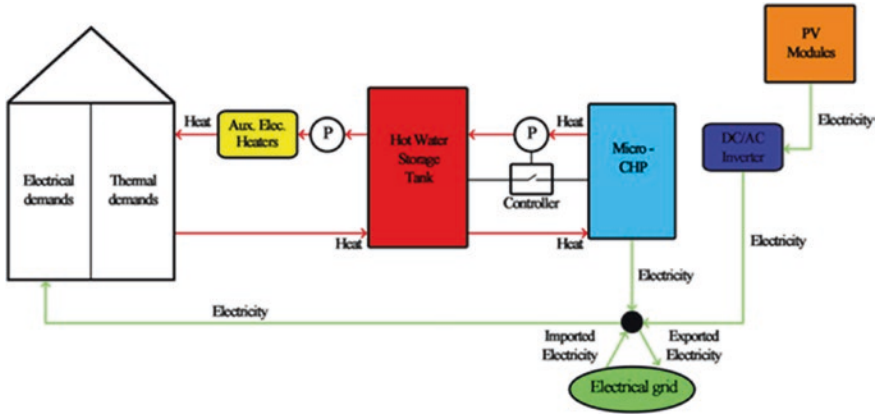 PV
Modules
Heat
Aux. Elec.
Heaters
P
Hot Water
Storage
Tank
P
Heat
Micro -
CHP
DC/AC
Inverter
Electricity
Electrical
demands
Thermal
demands
Controller
Heat
Heat
Electricity
Electricity
Electricity
Imported
Electricity
Exported
Electricity
Electrical grid